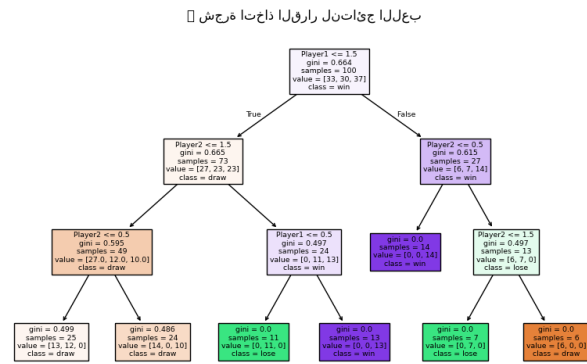 شجرة اتخاذ القرار لنتائج اللعب
Player1 <= 1.5
gini = 0.664
samples = 100
value = [33, 30, 37]
class = win
True
False
Player2 <= 1.5
gini = 0.665
samples = 73
value = [27, 23, 23]
class = draw
Player2 <= 0.5
gini = 0.615
samples = 27
value = [6, 7, 14]
class = win
Player2 <= 0.5
gini = 0.595
samples = 49
value = [27.0, 12.0, 10.0]
class = draw
Player1 <= 0.5
gini = 0.497
samples = 24
value = [0, 11, 13]
class = win
gini = 0.0
samples = 14
value = [0, 0, 14]
class = win
Player2 <= 1.5
gini = 0.497
samples = 13
value = [6, 7, 0]
class = lose
gini = 0.499
samples = 25
value = [13, 12, 0]
class = draw
gini = 0.486
samples = 24
value = [14, 0, 10]
class = draw
gini = 0.0
samples = 11
value = [0, 11, 0]
class = lose
gini = 0.0
samples = 13
value = [0, 0, 13]
class = win
gini = 0.0
samples = 7
value = [0, 7, 0]
class = lose
gini = 0.0
samples = 6
value = [6, 0, 0]
class = draw